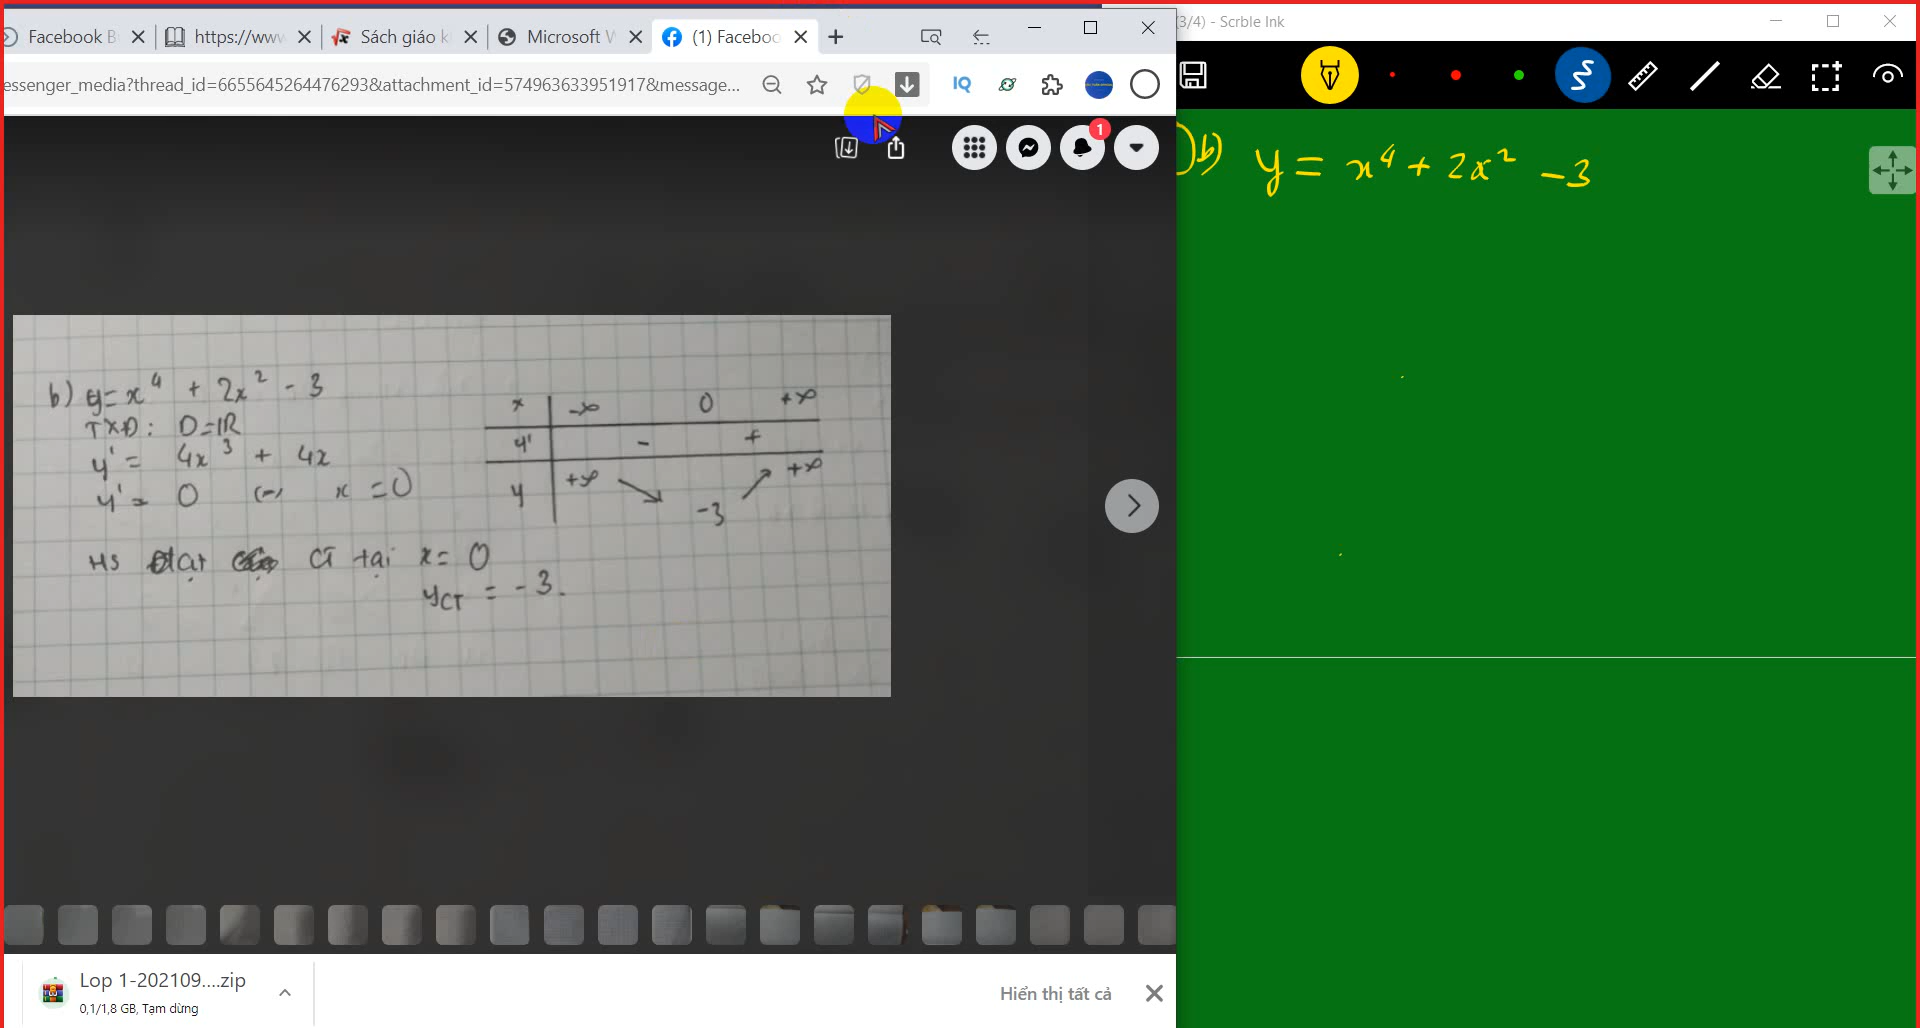 Facebook B
https://www
Sách giáo k
Microsoft W
(1) Faceboo
(3/4) - Scrble Ink
essenger_media?thread_id=6655645264476293&attachment_id=574963633951917&message...
IQ
1
b) y = x⁴ + 2x² - 3
b) y = x⁴ + 2x² - 3
TXĐ: D = R
y' = 4x³ + 4x
y' = 0 (=) x = 0
x -∞ 0 +∞
y' - +
y +∞ -3 +∞
HS đạt CT tại x = 0
yCT = -3.
Lop 1-202109....zip
0,1/1,8 GB, Tạm dừng
Hiển thị tất cả